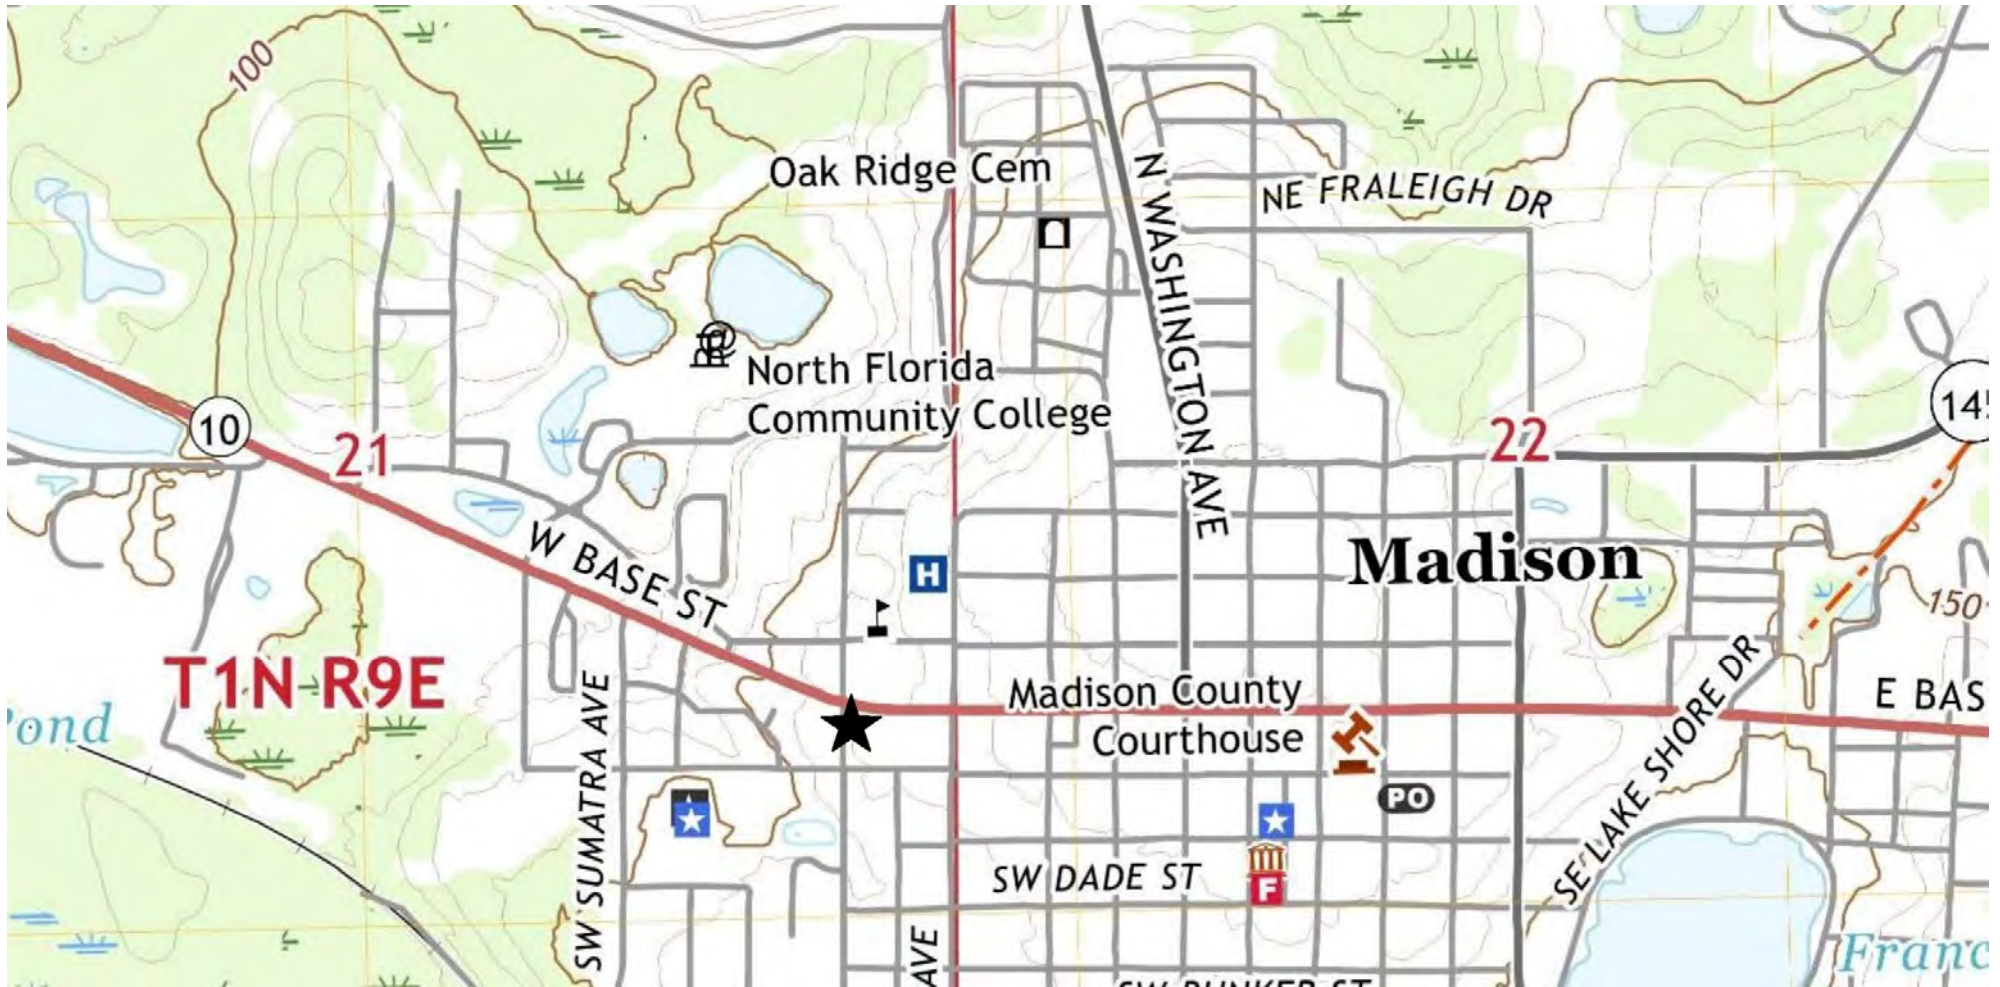 100
Oak Ridge Cem
N WASHINGTON AVE
NE FRALEIGH DR
North Florida
Community College
10
21
22
W BASE ST
H
Madison
150
T1N R9E
SW SUMATRA AVE
Madison County
Courthouse
PO
SE LAKE SHORE DR
E BAS
ond
SW DADE ST
F
AVE
Franc